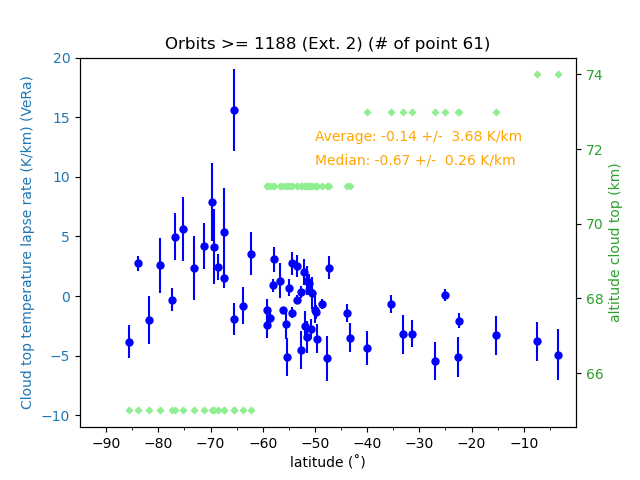 Orbits >= 1188 (Ext. 2) (# of point 61)
Cloud top temperature lapse rate (K/km) (VeRa)
20
15
10
5
0
−5
−10
Average: -0.14 +/-  3.68 K/km
Median: -0.67 +/-  0.26 K/km
74
72
70
68
66
altitude cloud top (km)
−90 −80 −70 −60 −50 −40 −30 −20 −10
latitude (˚)